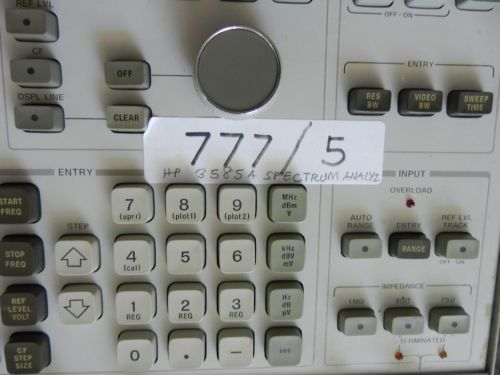 REF LVL
OFF-ON
CF
OFF
ENTRY
DSPL LINE
CLEAR
RES BW
VIDEO BW
SWEEP TIME
777/5
HP 3585A SPECTRUM ANALYZ
ENTRY
INPUT
OVERLOAD
START FREQ
7 (uprr)
8 (plot1)
9 (plot2)
MHz dBm V
AUTO RANGE
ENTRY
REF LVL TRACK
RANGE
OFF-ON
STOP FREQ
STEP
4 (cal)
5
6
kHz dBV mV
IMPEDANCE
REF LEVEL VOLT
1 REG
2 REG
3 REG
Hz dB µV
1MΩ
50Ω
75Ω
TERMINATED
CF STEP SIZE
0
.
−
sec